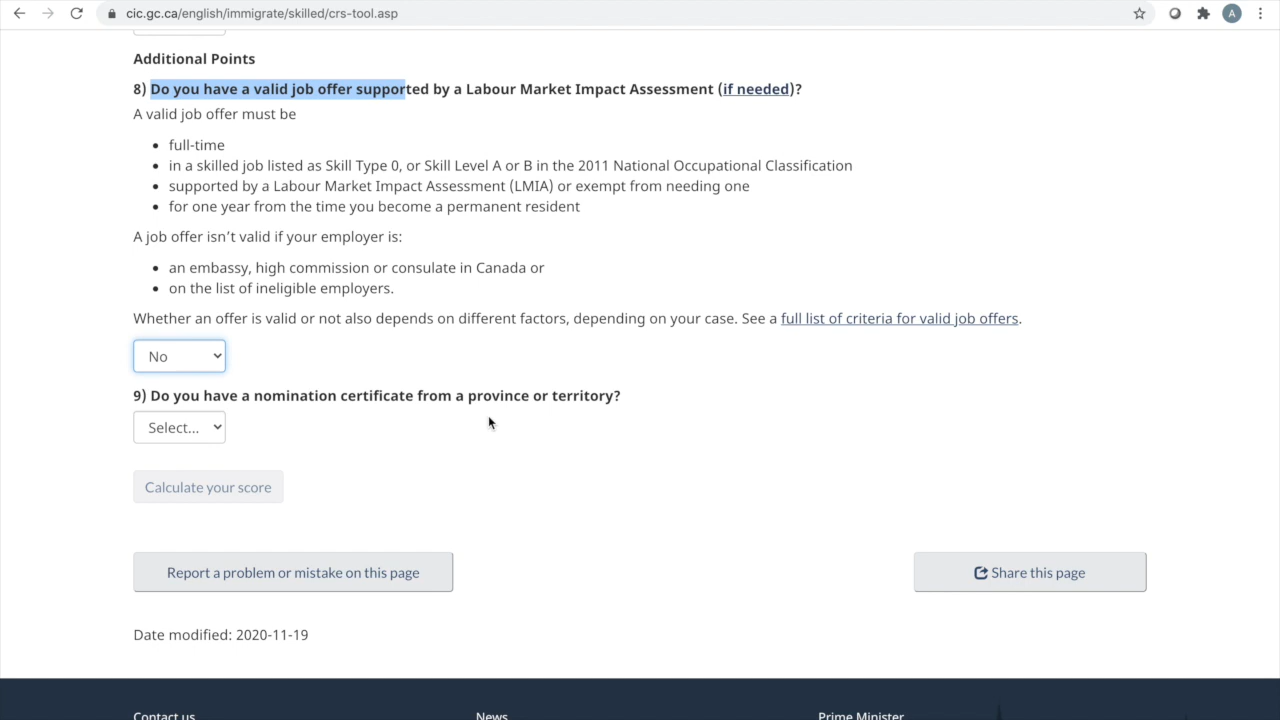 cic.gc.ca/english/immigrate/skilled/crs-tool.asp
A
Additional Points
8) Do you have a valid job offer supported by a Labour Market Impact Assessment (if needed)?
A valid job offer must be
• full-time
• in a skilled job listed as Skill Type 0, or Skill Level A or B in the 2011 National Occupational Classification
• supported by a Labour Market Impact Assessment (LMIA) or exempt from needing one
• for one year from the time you become a permanent resident
A job offer isn't valid if your employer is:
• an embassy, high commission or consulate in Canada or
• on the list of ineligible employers.
Whether an offer is valid or not also depends on different factors, depending on your case. See a full list of criteria for valid job offers.
No
9) Do you have a nomination certificate from a province or territory?
Select...
Calculate your score
Report a problem or mistake on this page
Share this page
Date modified: 2020-11-19
Contact us
News
Prime Minister